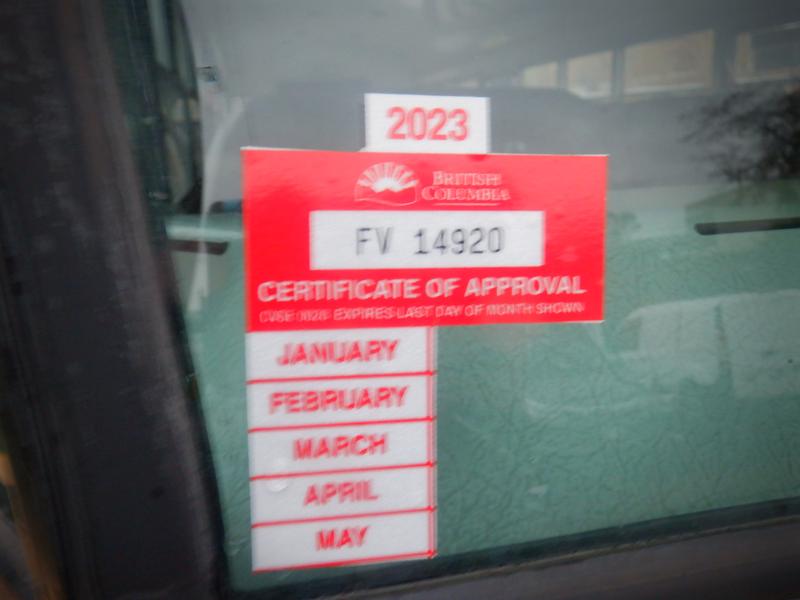 2023
BRITISH
COLUMBIA
FV 14920
CERTIFICATE OF APPROVAL
EXPIRES LAST DAY OF MONTH SHOWN
JANUARY
FEBRUARY
MARCH
APRIL
MAY